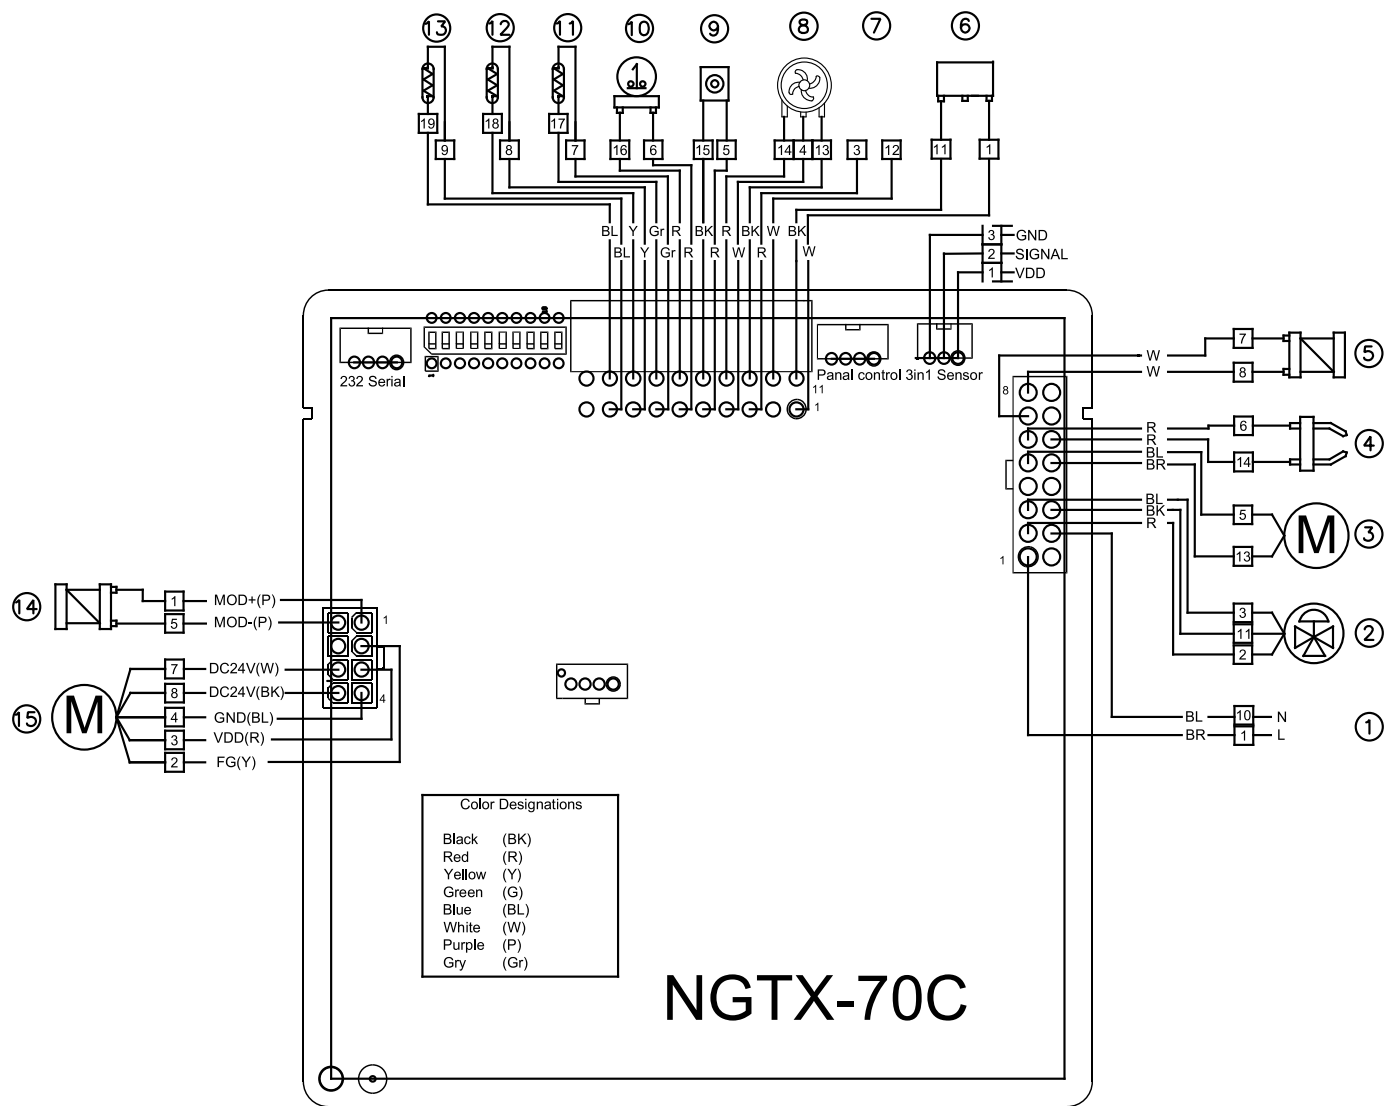 13 12 11 10 9 8 7 6
1
19 18 17
9 8 7 16 6 15 5 14 4 13 3 12 11 1
BL Y Gr R BK R BK W BK
BL Y Gr R R W R W
3 GND
2 SIGNAL
1 VDD
232 Serial
Panal control
3in1 Sensor
11
1
8
1
W 7
W 8
5
R 6
R 14
4
BL
BR
5
13
M
3
BL
BK
R
3
11
2
2
BL 10 N
BR 1 L
1
14
1 MOD+(P)
5 MOD-(P)
1
4
15
M
7 DC24V(W)
8 DC24V(BK)
4 GND(BL)
3 VDD(R)
2 FG(Y)
Color Designations
Black (BK)
Red (R)
Yellow (Y)
Green (G)
Blue (BL)
White (W)
Purple (P)
Gry (Gr)
NGTX-70C